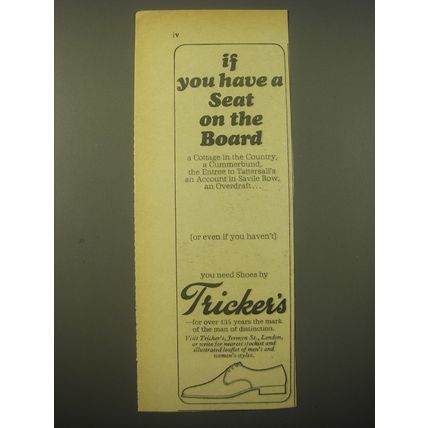 iv
if
you have a
Seat
on the
Board
a Cottage in the Country,
a Cummerbund,
the Entree to Tattersall's
an Account in Savile Row,
an Overdraft...
(or even if you haven't)
you need Shoes by
Tricker's
—for over 135 years the mark
of the man of distinction.
Visit Tricker's, Jermyn St., London,
or write for nearest stockist and
illustrated leaflet of men's and
women's styles.